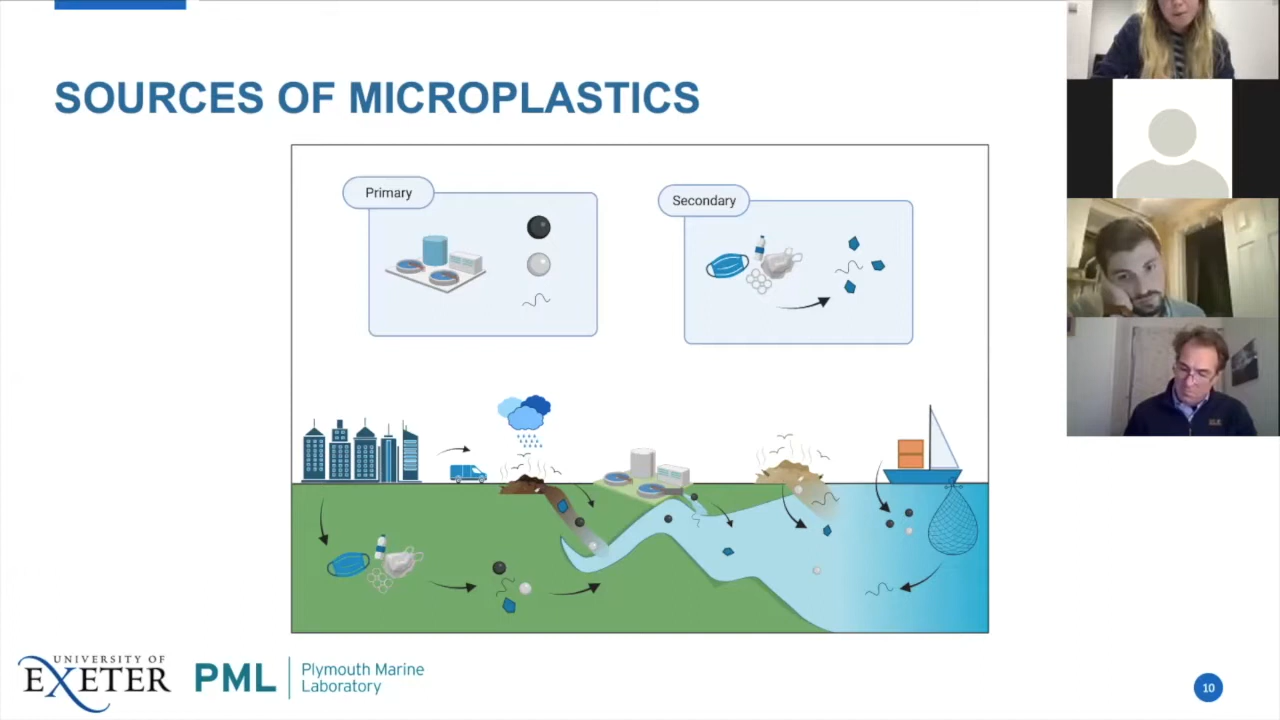 SOURCES OF MICROPLASTICS
Primary
Secondary
UNIVERSITY OF
EXETER
PML
Plymouth Marine
Laboratory
10